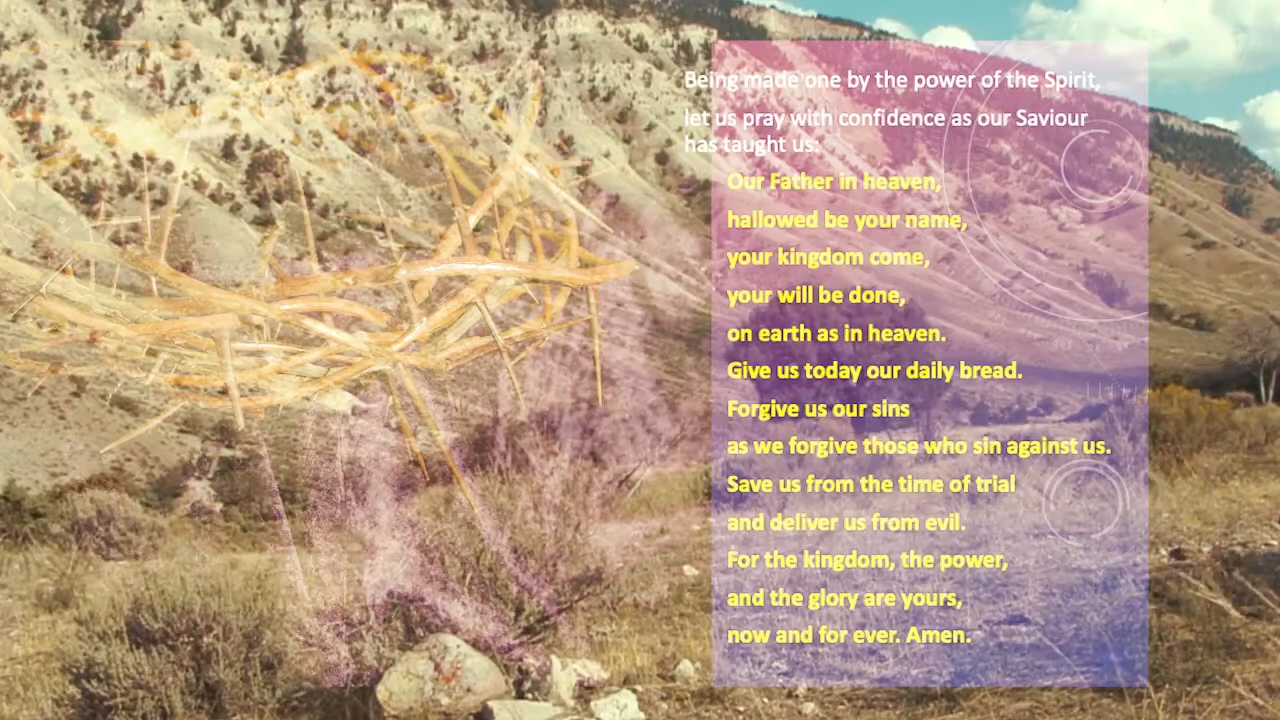 Being made one by the power of the Spirit,
let us pray with confidence as our Saviour
has taught us:
Our Father in heaven,
hallowed be your name,
your kingdom come,
your will be done,
on earth as in heaven.
Give us today our daily bread.
Forgive us our sins
as we forgive those who sin against us.
Save us from the time of trial
and deliver us from evil.
For the kingdom, the power,
and the glory are yours,
now and for ever. Amen.